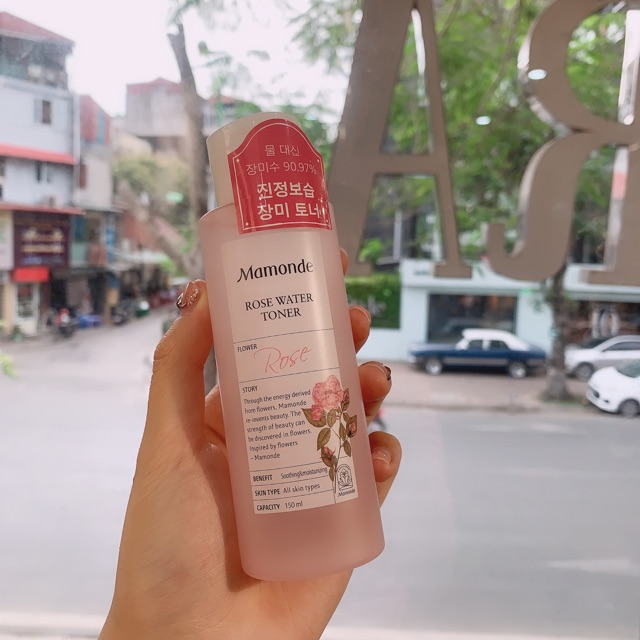 물 대신
장미수 90.97%
진정보습
장미 토너
Mamonde
ROSE WATER
TONER
FLOWER
Rose
STORY
Through the energy derived
from flowers, Mamonde
re-invents beauty. The
strength of beauty can
be discovered in flowers.
Inspired by flowers
- Mamonde
BENEFIT Soothing&moisturizing
SKIN TYPE All skin types
CAPACITY 150 ml
Mamonde